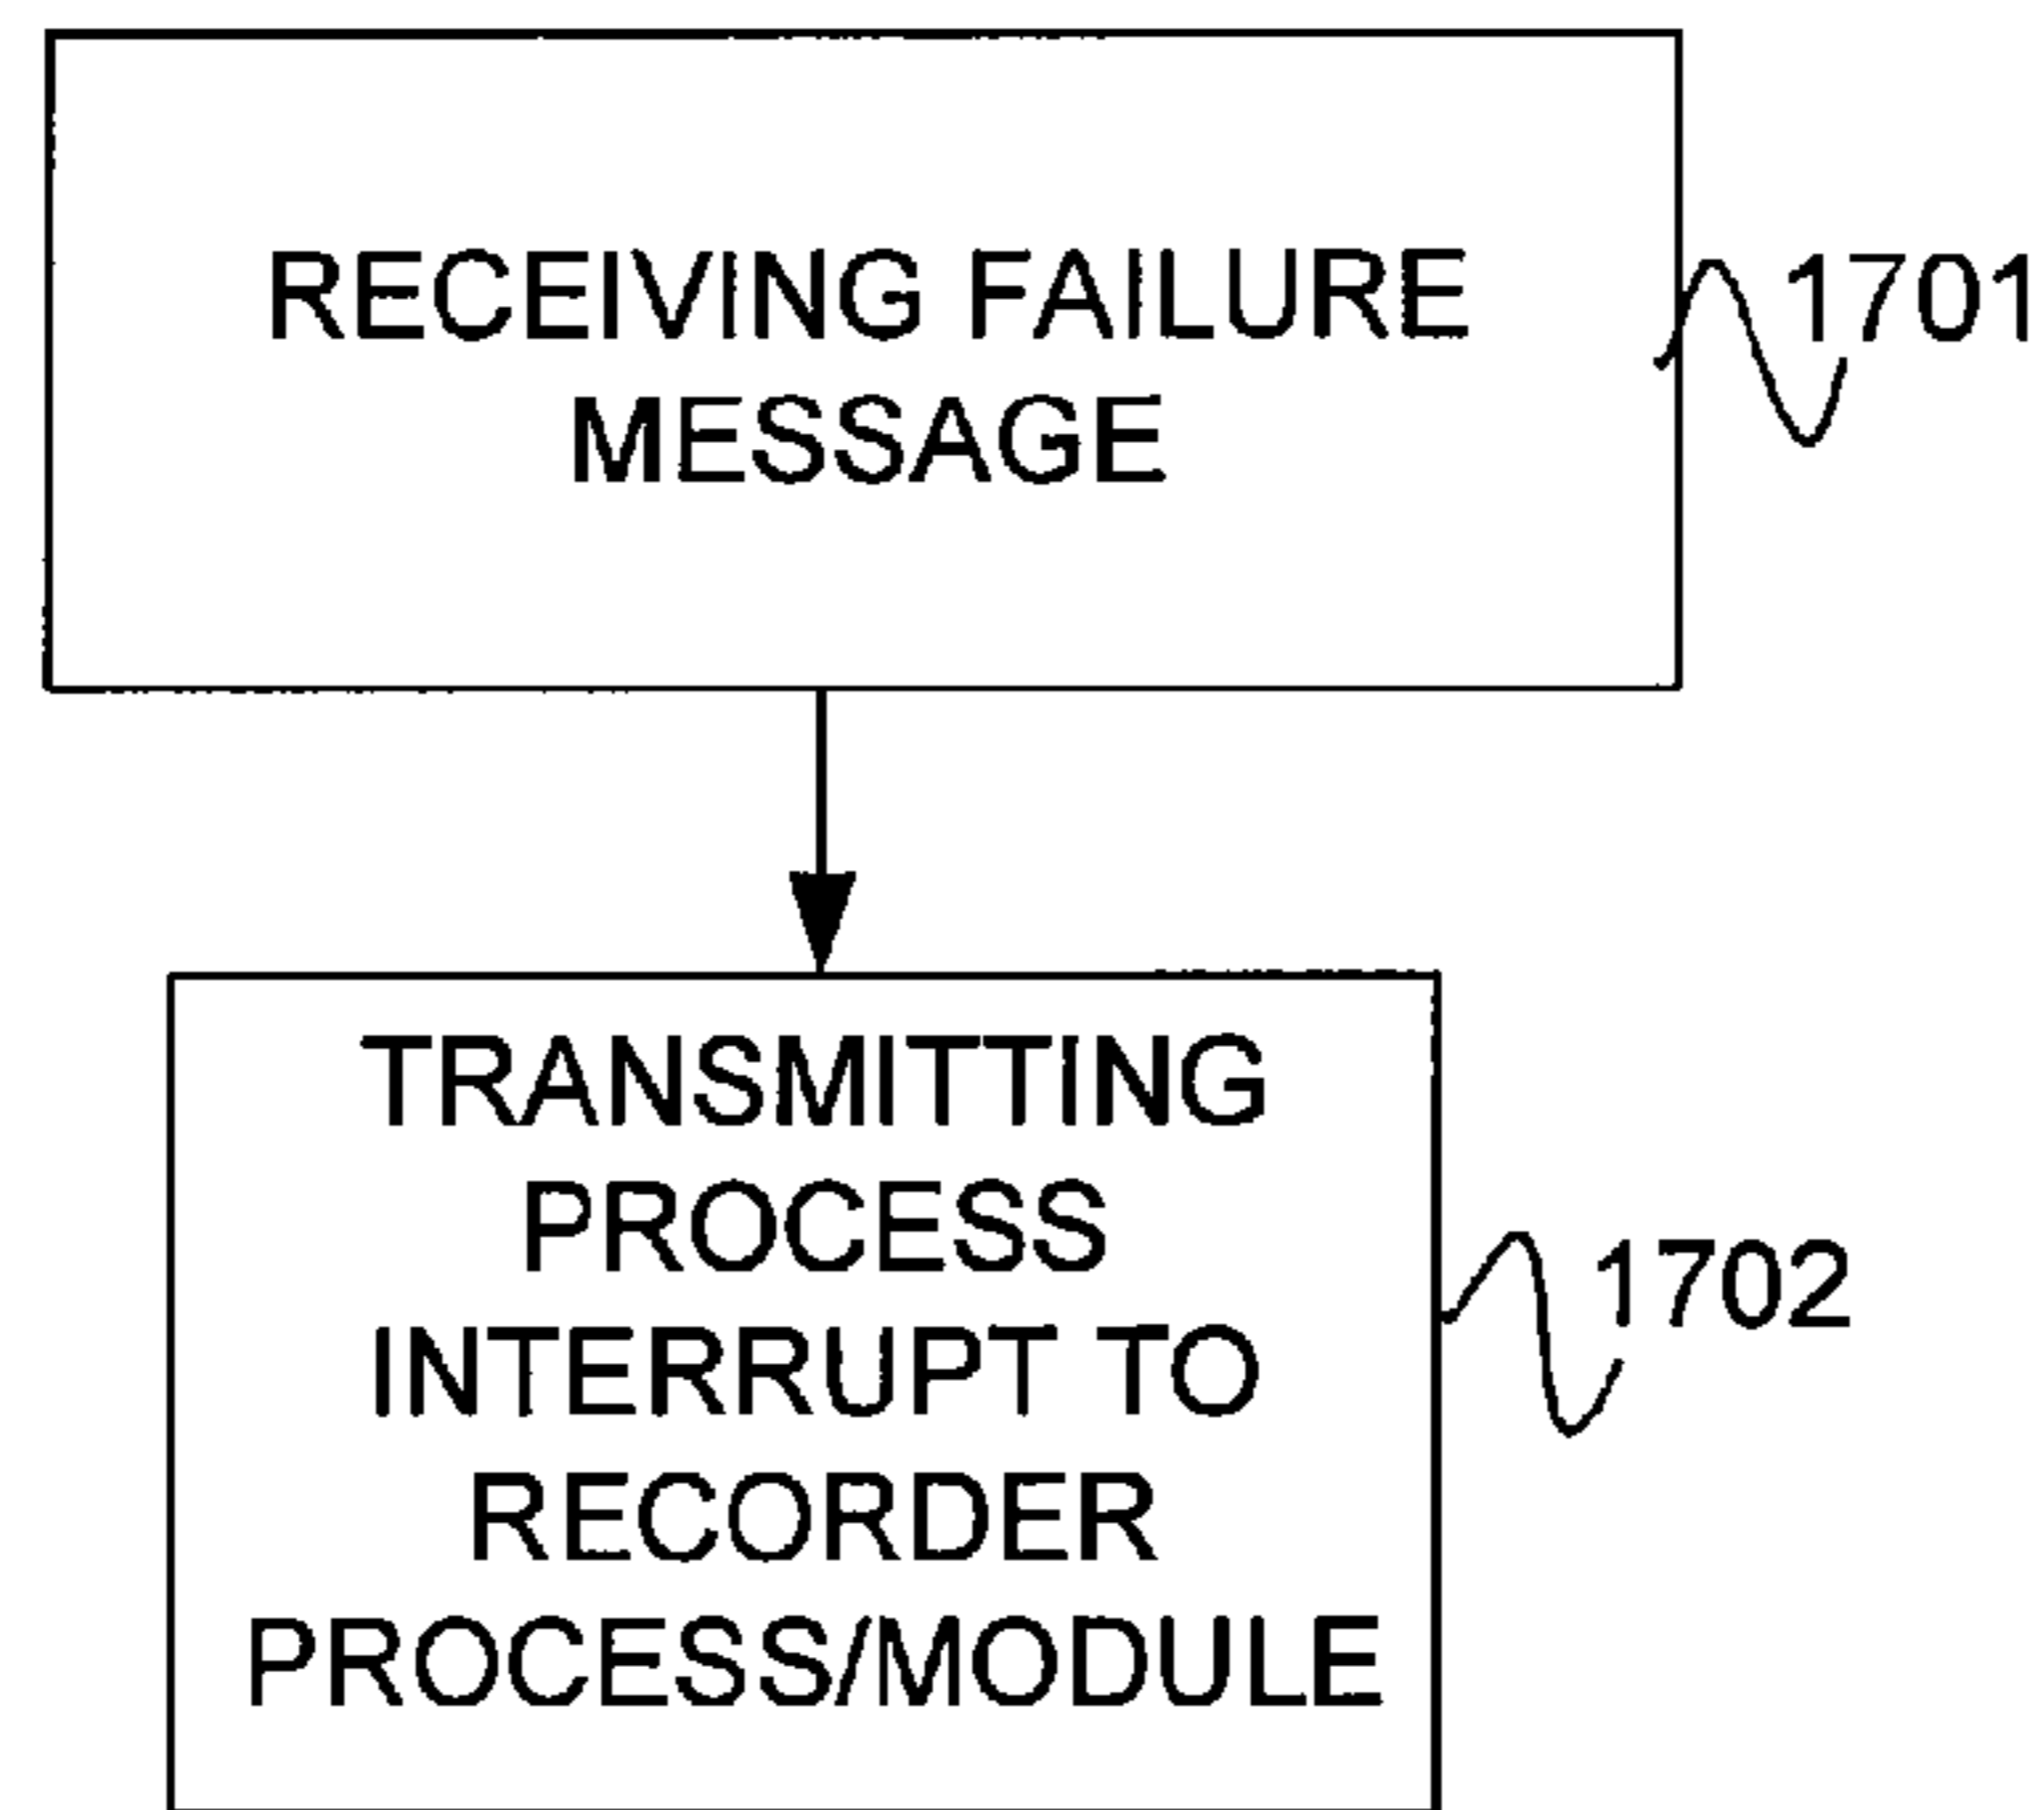 RECEIVING FAILURE
MESSAGE
1701
TRANSMITTING
PROCESS
INTERRUPT TO
RECORDER
PROCESS/MODULE
1702